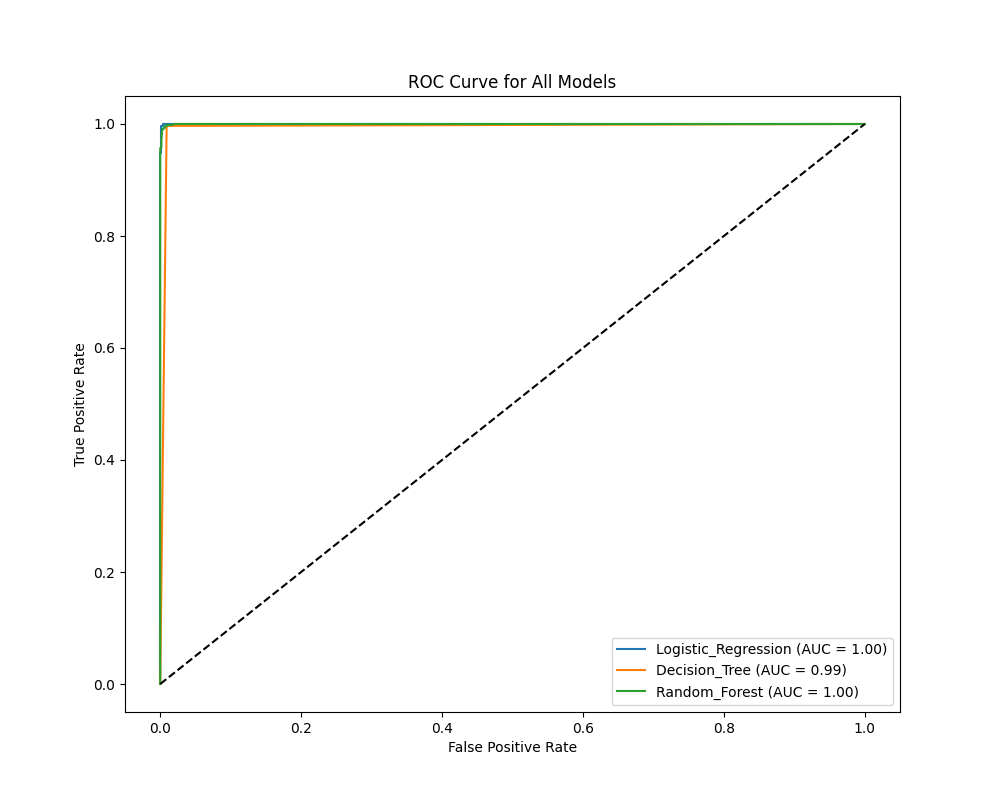 ROC Curve for All Models
True Positive Rate
1.0
0.8
0.6
0.4
0.2
0.0
0.0 0.2 0.4 0.6 0.8 1.0
False Positive Rate
Logistic_Regression (AUC = 1.00)
Decision_Tree (AUC = 0.99)
Random_Forest (AUC = 1.00)